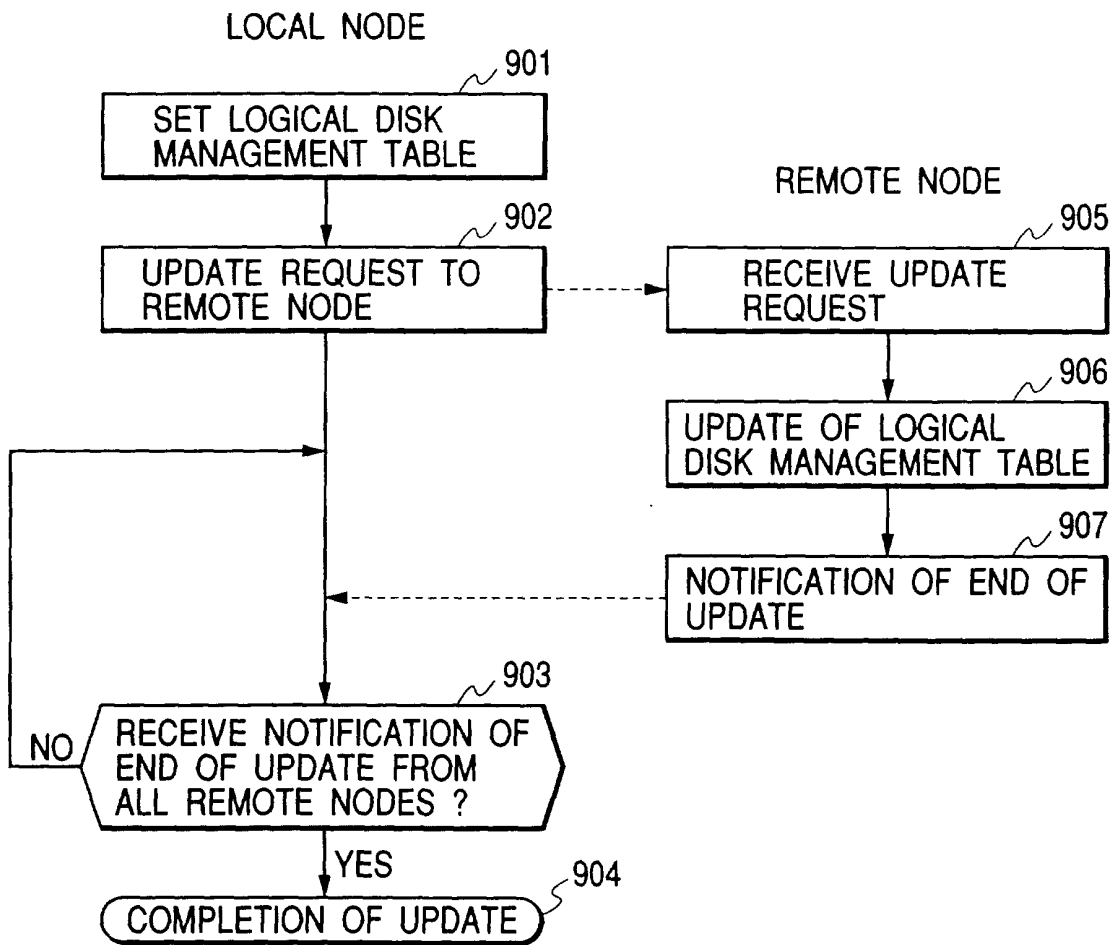 LOCAL NODE
901
SET LOGICAL DISK
MANAGEMENT TABLE
902
UPDATE REQUEST TO
REMOTE NODE
REMOTE NODE
905
RECEIVE UPDATE
REQUEST
906
UPDATE OF LOGICAL
DISK MANAGEMENT TABLE
907
NOTIFICATION OF END OF
UPDATE
903
RECEIVE NOTIFICATION OF
END OF UPDATE FROM
ALL REMOTE NODES ?
NO
YES
904
COMPLETION OF UPDATE